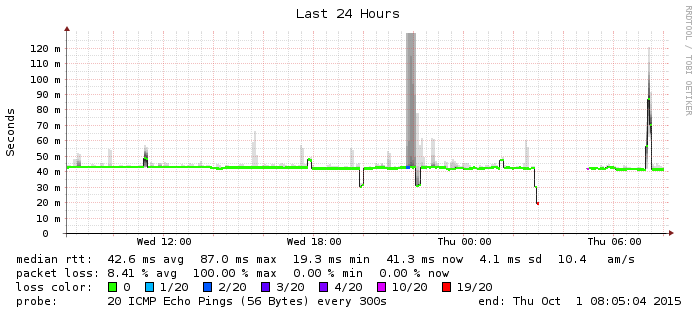 Last 24 Hours
RRDTOOL / TOBI OETIKER
Seconds
120 m
110 m
100 m
90 m
80 m
70 m
60 m
50 m
40 m
30 m
20 m
10 m
0
Wed 12:00 Wed 18:00 Thu 00:00 Thu 06:00
median rtt: 42.6 ms avg 87.0 ms max 19.3 ms min 41.3 ms now 4.1 ms sd 10.4 am/s
packet loss: 8.41 % avg 100.00 % max 0.00 % min 0.00 % now
loss color: 0 1/20 2/20 3/20 4/20 10/20 19/20
probe: 20 ICMP Echo Pings (56 Bytes) every 300s end: Thu Oct 1 08:05:04 2015